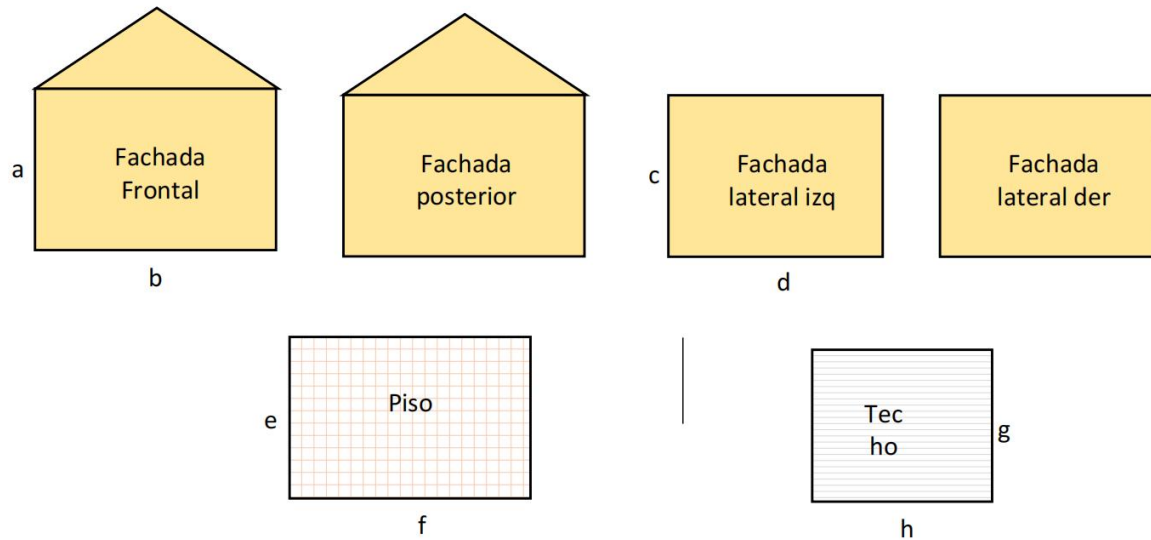 a
Fachada
Frontal
b
Fachada
posterior
c
Fachada
lateral izq
d
Fachada
lateral der
e
Piso
f
Tec
ho
g
h